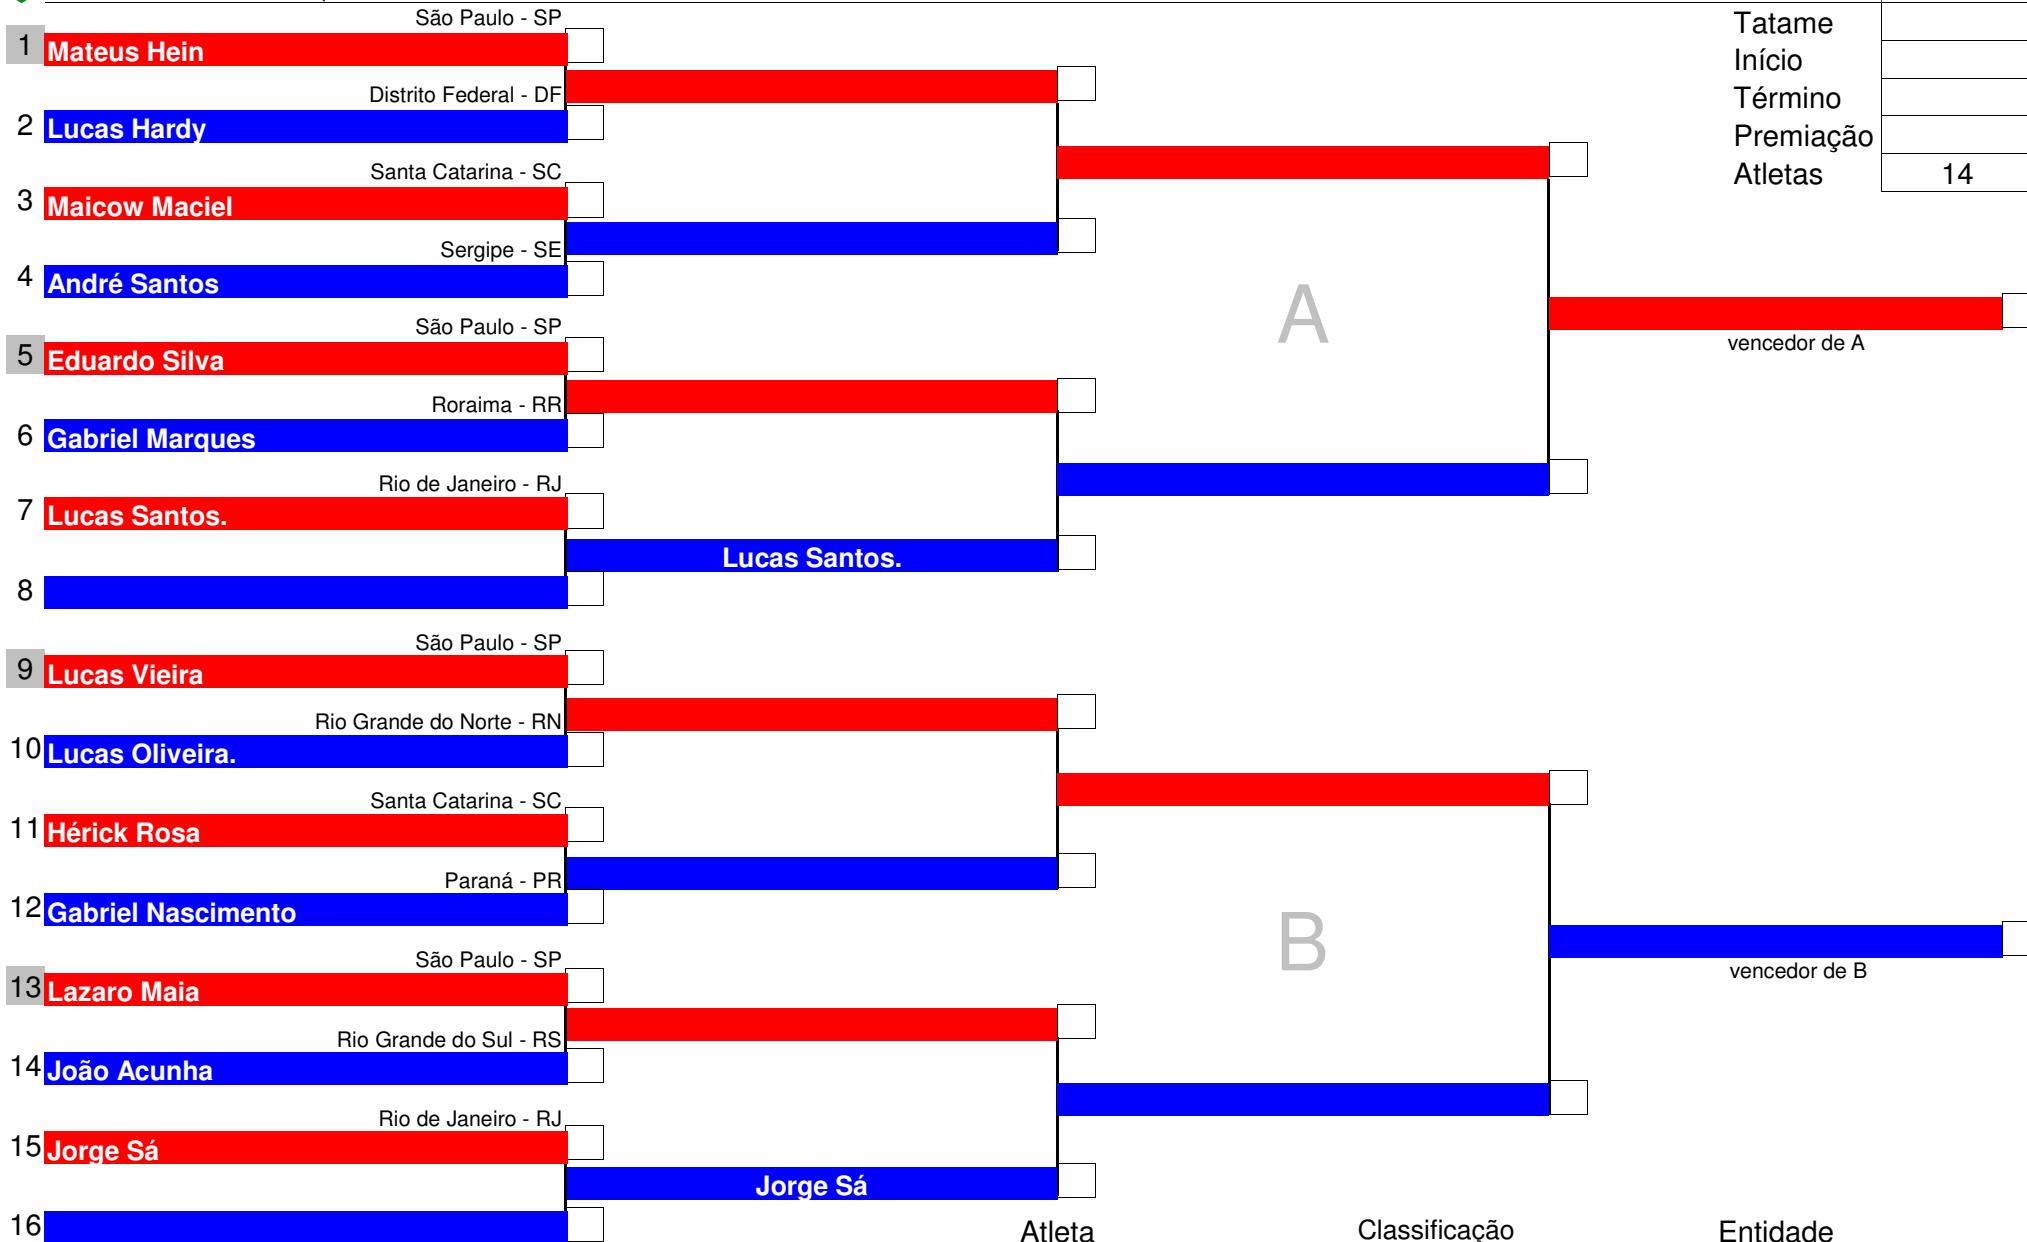 São Paulo - SP
1 Mateus Hein
Distrito Federal - DF
2 Lucas Hardy
Santa Catarina - SC
3 Maicow Maciel
Sergipe - SE
4 André Santos
São Paulo - SP
5 Eduardo Silva
Roraima - RR
6 Gabriel Marques
Rio de Janeiro - RJ
7 Lucas Santos.
Lucas Santos.
8
São Paulo - SP
9 Lucas Vieira
Rio Grande do Norte - RN
10 Lucas Oliveira.
Santa Catarina - SC
11 Hérick Rosa
Paraná - PR
12 Gabriel Nascimento
São Paulo - SP
13 Lazaro Maia
Rio Grande do Sul - RS
14 João Acunha
Rio de Janeiro - RJ
15 Jorge Sá
Jorge Sá
16
A
B
vencedor de A
vencedor de B
Tatame
Início
Término
Premiação
Atletas 14
Atleta Classificação Entidade